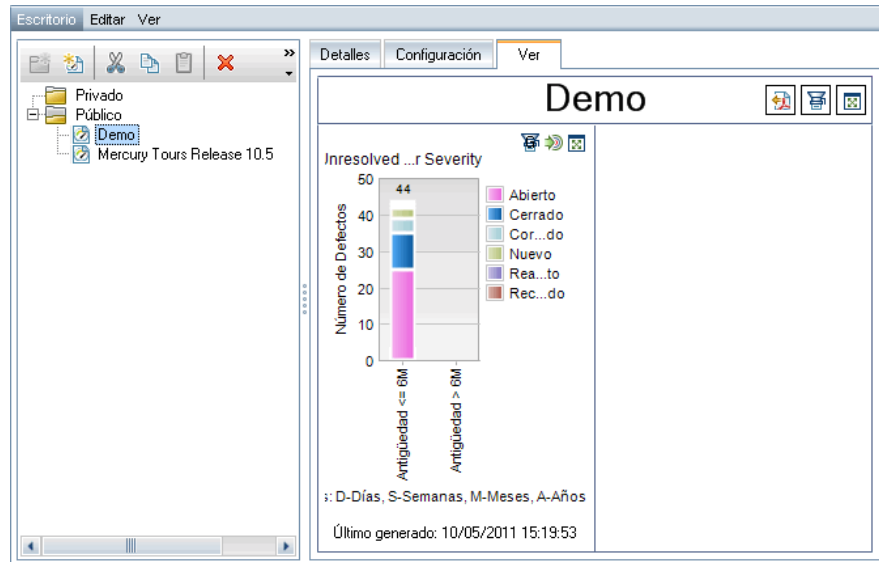 Escritorio Editar Ver
»
Privado
Público
Demo
Mercury Tours Release 10.5
Detalles Configuración Ver
Demo
Unresolved ...r Severity
50
44
40
30
20
10
0
Número de Defectos
Abierto
Cerrado
Cor...do
Nuevo
Rea...to
Rec...do
Antigüedad <= 6M
Antigüedad > 6M
s: D-Días, S-Semanas, M-Meses, A-Años
Último generado: 10/05/2011 15:19:53